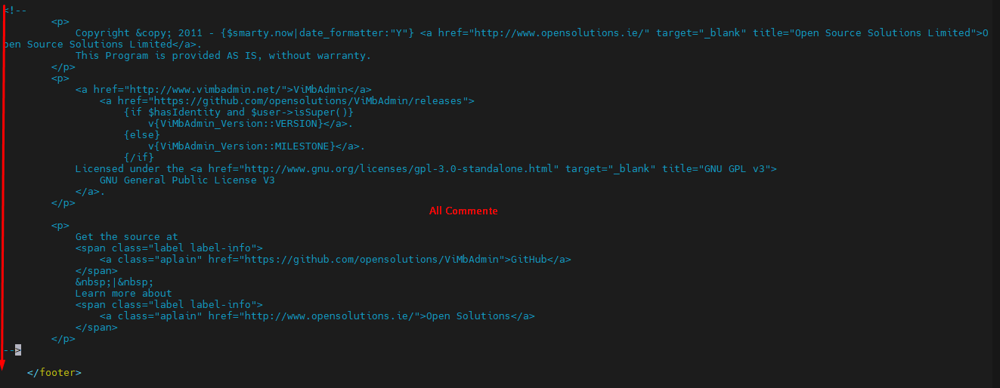 <!--
        <p>
            Copyright &copy; 2011 - {$smarty.now|date_formatter:"Y"} <a href="http://www.opensolutions.ie/" target="_blank" title="Open Source Solutions Limited">O
pen Source Solutions Limited</a>.
            This Program is provided AS IS, without warranty.
        </p>
        <p>
            <a href="http://www.vimbadmin.net/">ViMbAdmin</a>
                <a href="https://github.com/opensolutions/ViMbAdmin/releases">
                    {if $hasIdentity and $user->isSuper()}
                        v{ViMbAdmin_Version::VERSION}</a>.
                    {else}
                        v{ViMbAdmin_Version::MILESTONE}</a>.
                    {/if}
            Licensed under the <a href="http://www.gnu.org/licenses/gpl-3.0-standalone.html" target="_blank" title="GNU GPL v3">
                GNU General Public License V3
            </a>.
        </p>
All Commente
        <p>
            Get the source at
            <span class="label label-info">
                <a class="aplain" href="https://github.com/opensolutions/ViMbAdmin">GitHub</a>
            </span>
            &nbsp;|&nbsp;
            Learn more about
            <span class="label label-info">
                <a class="aplain" href="http://www.opensolutions.ie/">Open Solutions</a>
            </span>
        </p>
-->
    </footer>